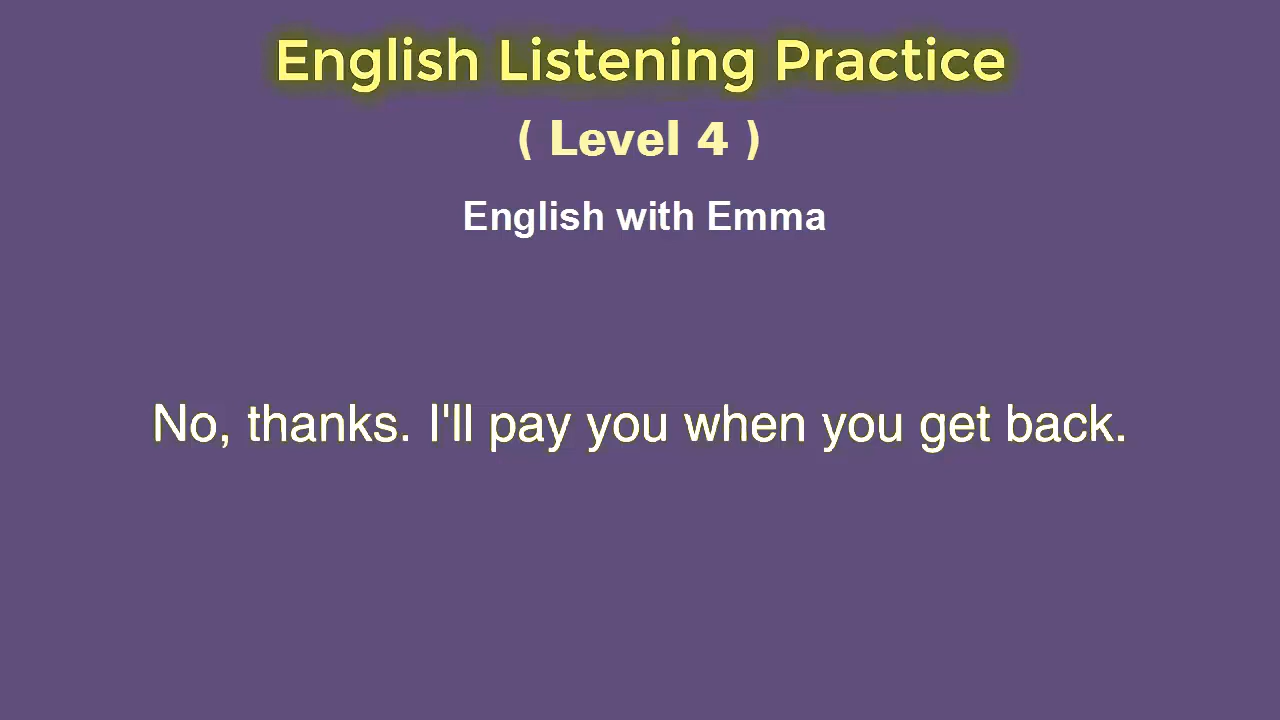 English Listening Practice
( Level 4 )
English with Emma
No, thanks. I'll pay you when you get back.